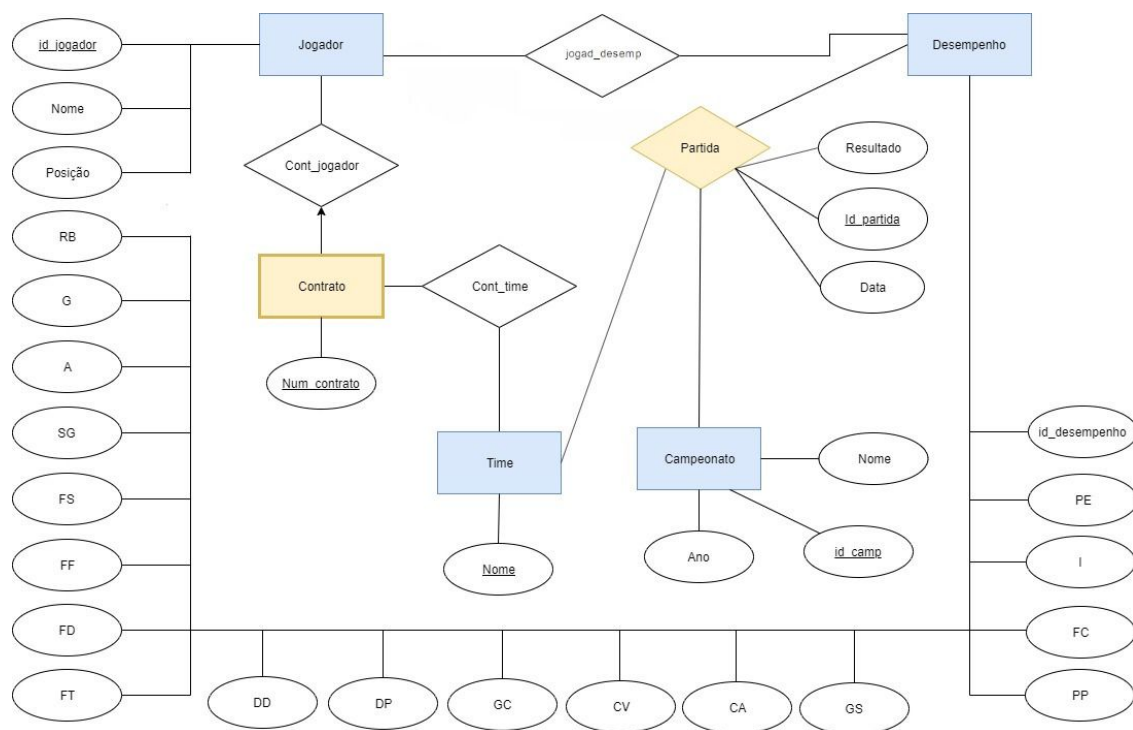 id_jogador
Jogador
jogad_desemp
Desempenho
Nome
Partida
Resultado
Cont_jogador
Posição
Id_partida
RB
Contrato
Cont_time
Data
G
A
Num_contrato
SG
id_desempenho
Time
Campeonato
Nome
FS
PE
FF
Nome
Ano
id_camp
I
FD
FC
FT
DD
DP
GC
CV
CA
GS
PP